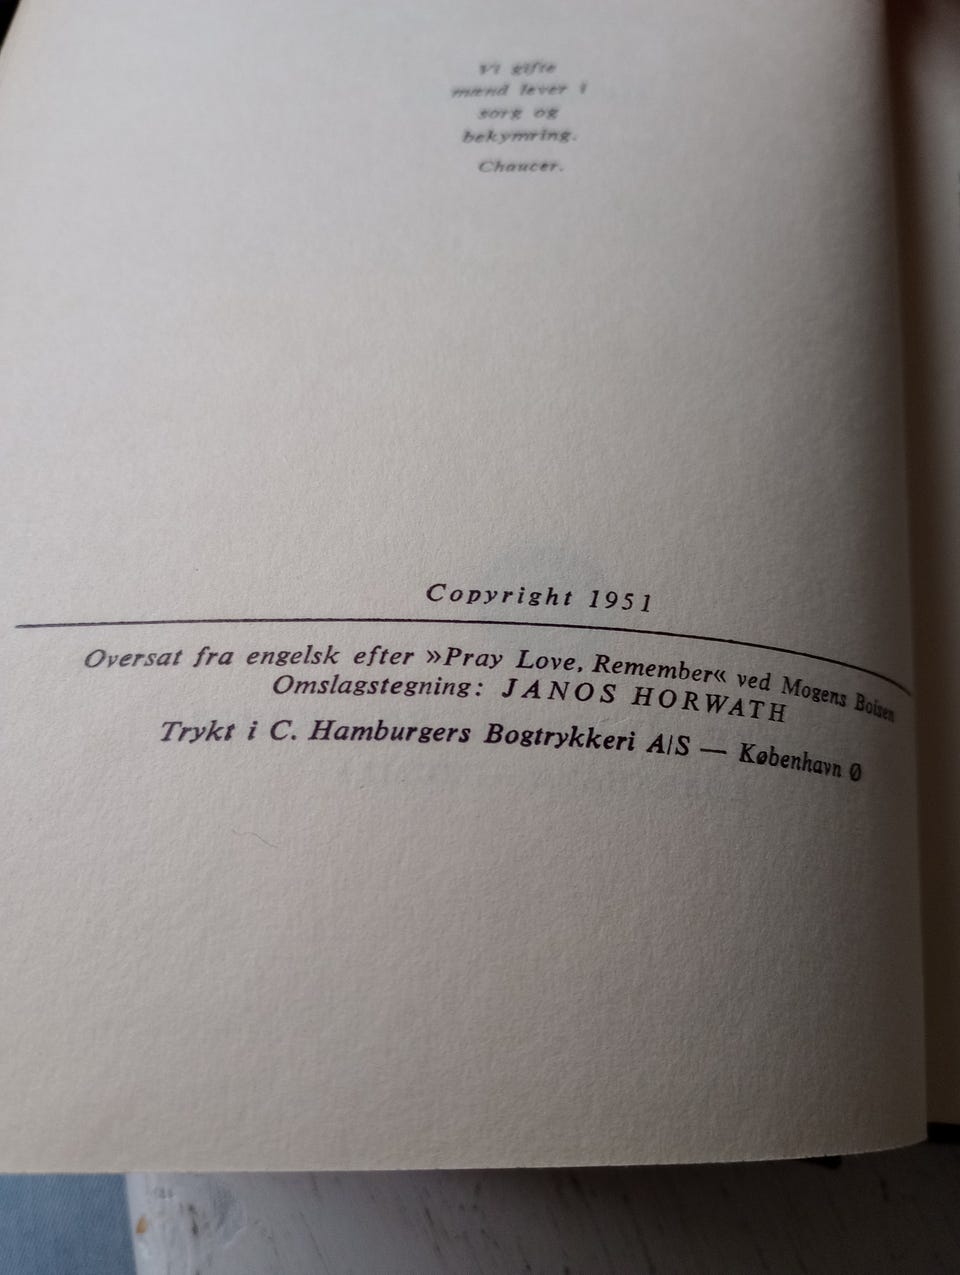 Vi gifte
mænd lever i
sorg og
bekymring.
Chaucer.
Copyright 1951
Oversat fra engelsk efter »Pray Love, Remember« ved Mogens Boisen
Omslagstegning: JANOS HORWATH
Trykt i C. Hamburgers Bogtrykkeri A/S — København Ø